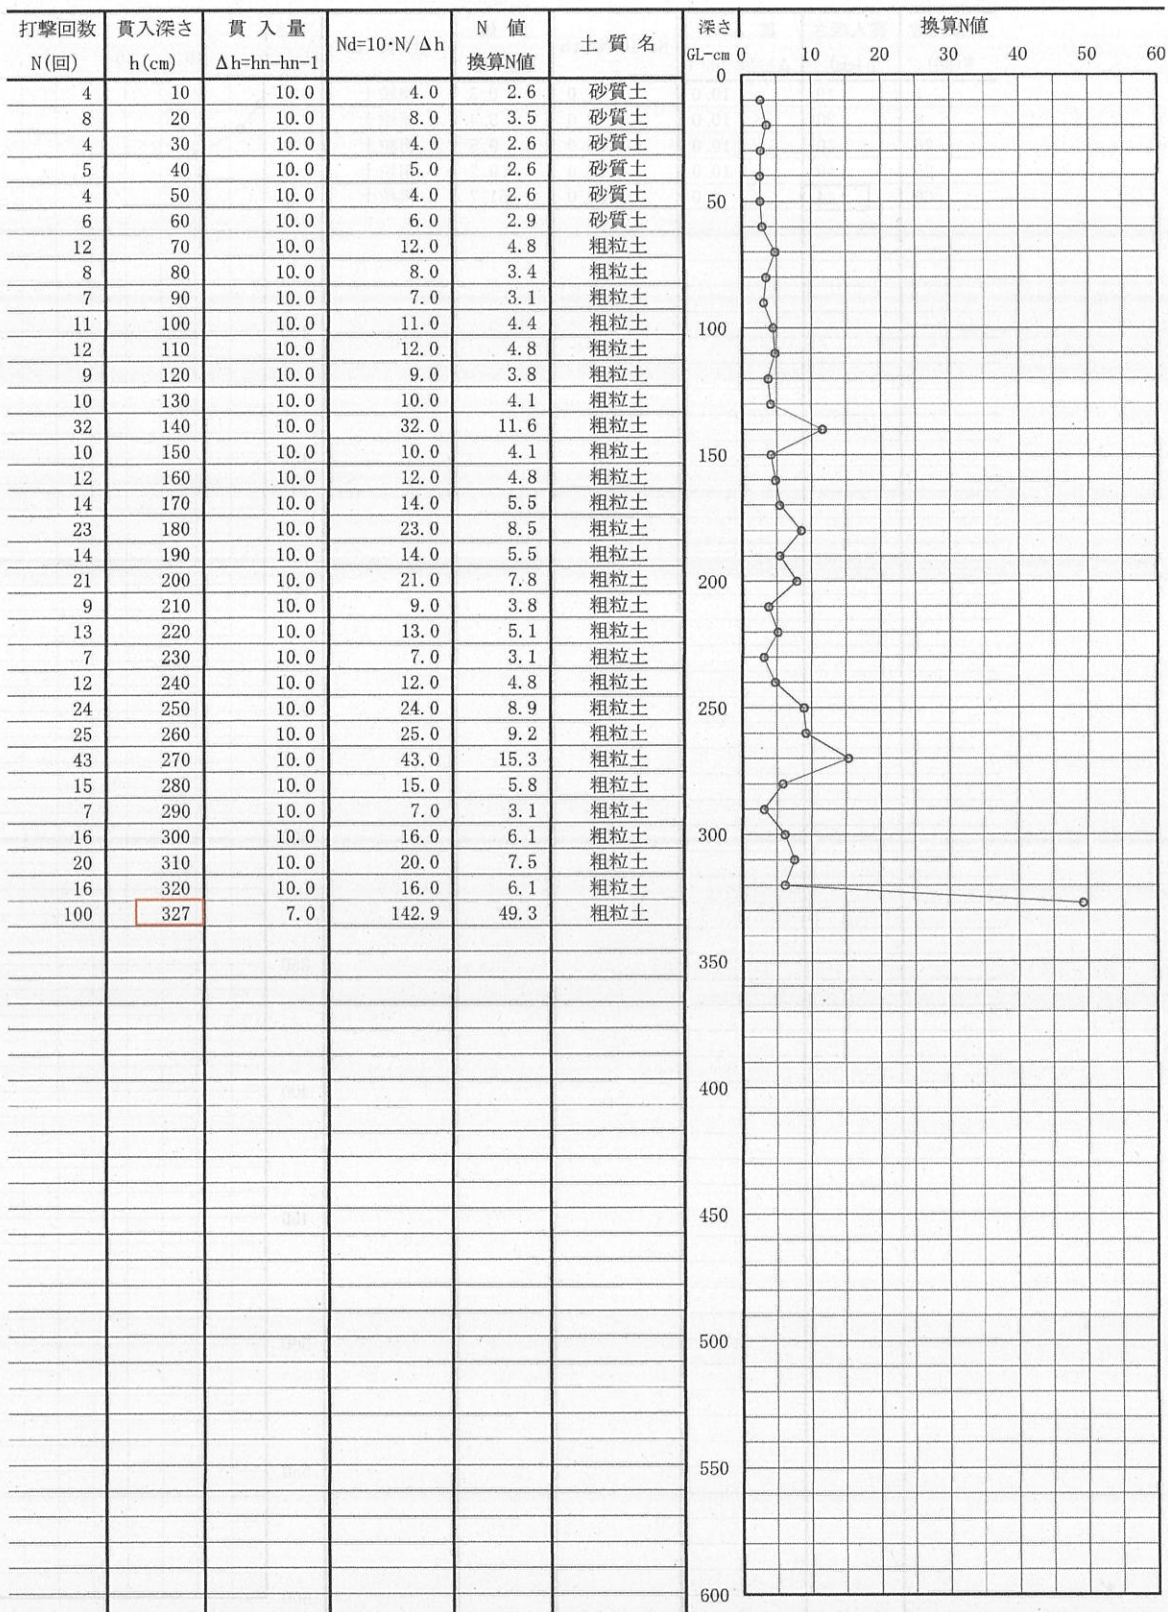 打撃回数 貫入深さ 貫 入 量 Nd=10・N/Δh N 値 土 質 名 深さ 換算N値
N(回) h(cm) Δh=hn-hn-1 換算N値 GL-cm 0 10 20 30 40 50 60
0
4 10 10.0 4.0 2.6 砂質土
8 20 10.0 8.0 3.5 砂質土
4 30 10.0 4.0 2.6 砂質土
5 40 10.0 5.0 2.6 砂質土
4 50 10.0 4.0 2.6 砂質土 50
6 60 10.0 6.0 2.9 砂質土
12 70 10.0 12.0 4.8 粗粒土
8 80 10.0 8.0 3.4 粗粒土
7 90 10.0 7.0 3.1 粗粒土
11 100 10.0 11.0 4.4 粗粒土 100
12 110 10.0 12.0 4.8 粗粒土
9 120 10.0 9.0 3.8 粗粒土
10 130 10.0 10.0 4.1 粗粒土
32 140 10.0 32.0 11.6 粗粒土
10 150 10.0 10.0 4.1 粗粒土 150
12 160 10.0 12.0 4.8 粗粒土
14 170 10.0 14.0 5.5 粗粒土
23 180 10.0 23.0 8.5 粗粒土
14 190 10.0 14.0 5.5 粗粒土
21 200 10.0 21.0 7.8 粗粒土 200
9 210 10.0 9.0 3.8 粗粒土
13 220 10.0 13.0 5.1 粗粒土
7 230 10.0 7.0 3.1 粗粒土
12 240 10.0 12.0 4.8 粗粒土
24 250 10.0 24.0 8.9 粗粒土 250
25 260 10.0 25.0 9.2 粗粒土
43 270 10.0 43.0 15.3 粗粒土
15 280 10.0 15.0 5.8 粗粒土
7 290 10.0 7.0 3.1 粗粒土
16 300 10.0 16.0 6.1 粗粒土 300
20 310 10.0 20.0 7.5 粗粒土
16 320 10.0 16.0 6.1 粗粒土
100 327 7.0 142.9 49.3 粗粒土
350
400
450
500
550
600